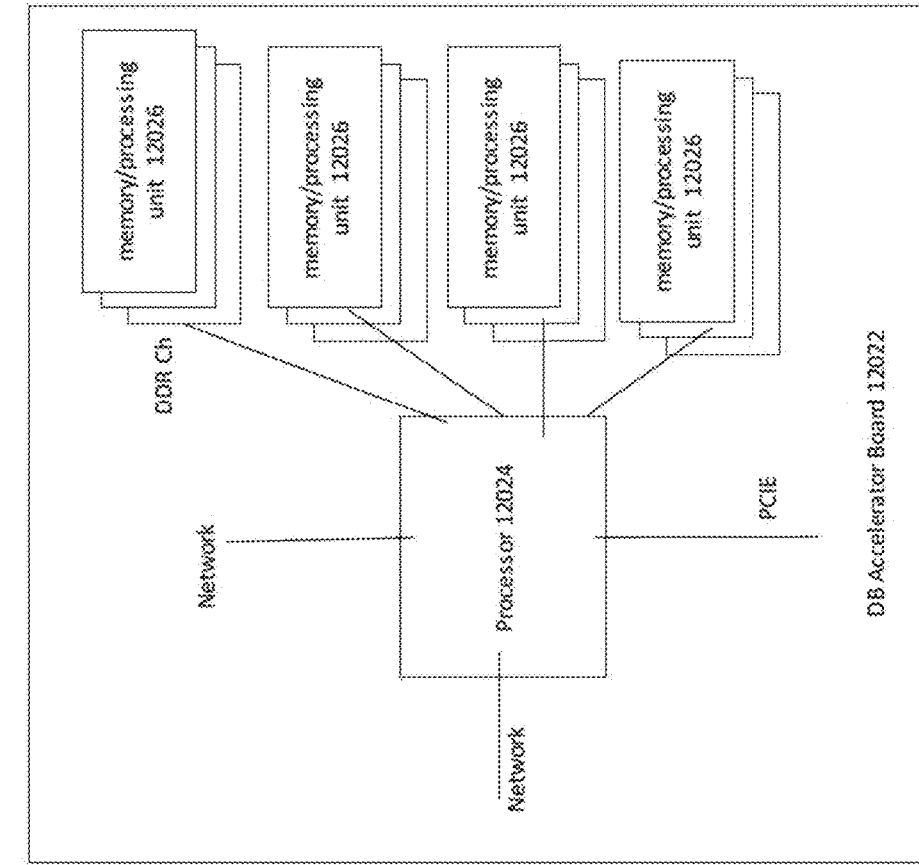 memory/processing
unit 12026
memory/processing
unit 12026
memory/processing
unit 12026
memory/processing
unit 12026
DDR Ch
Network
Processor 12024
Network
PCIE
DB Accelerator Board 12022